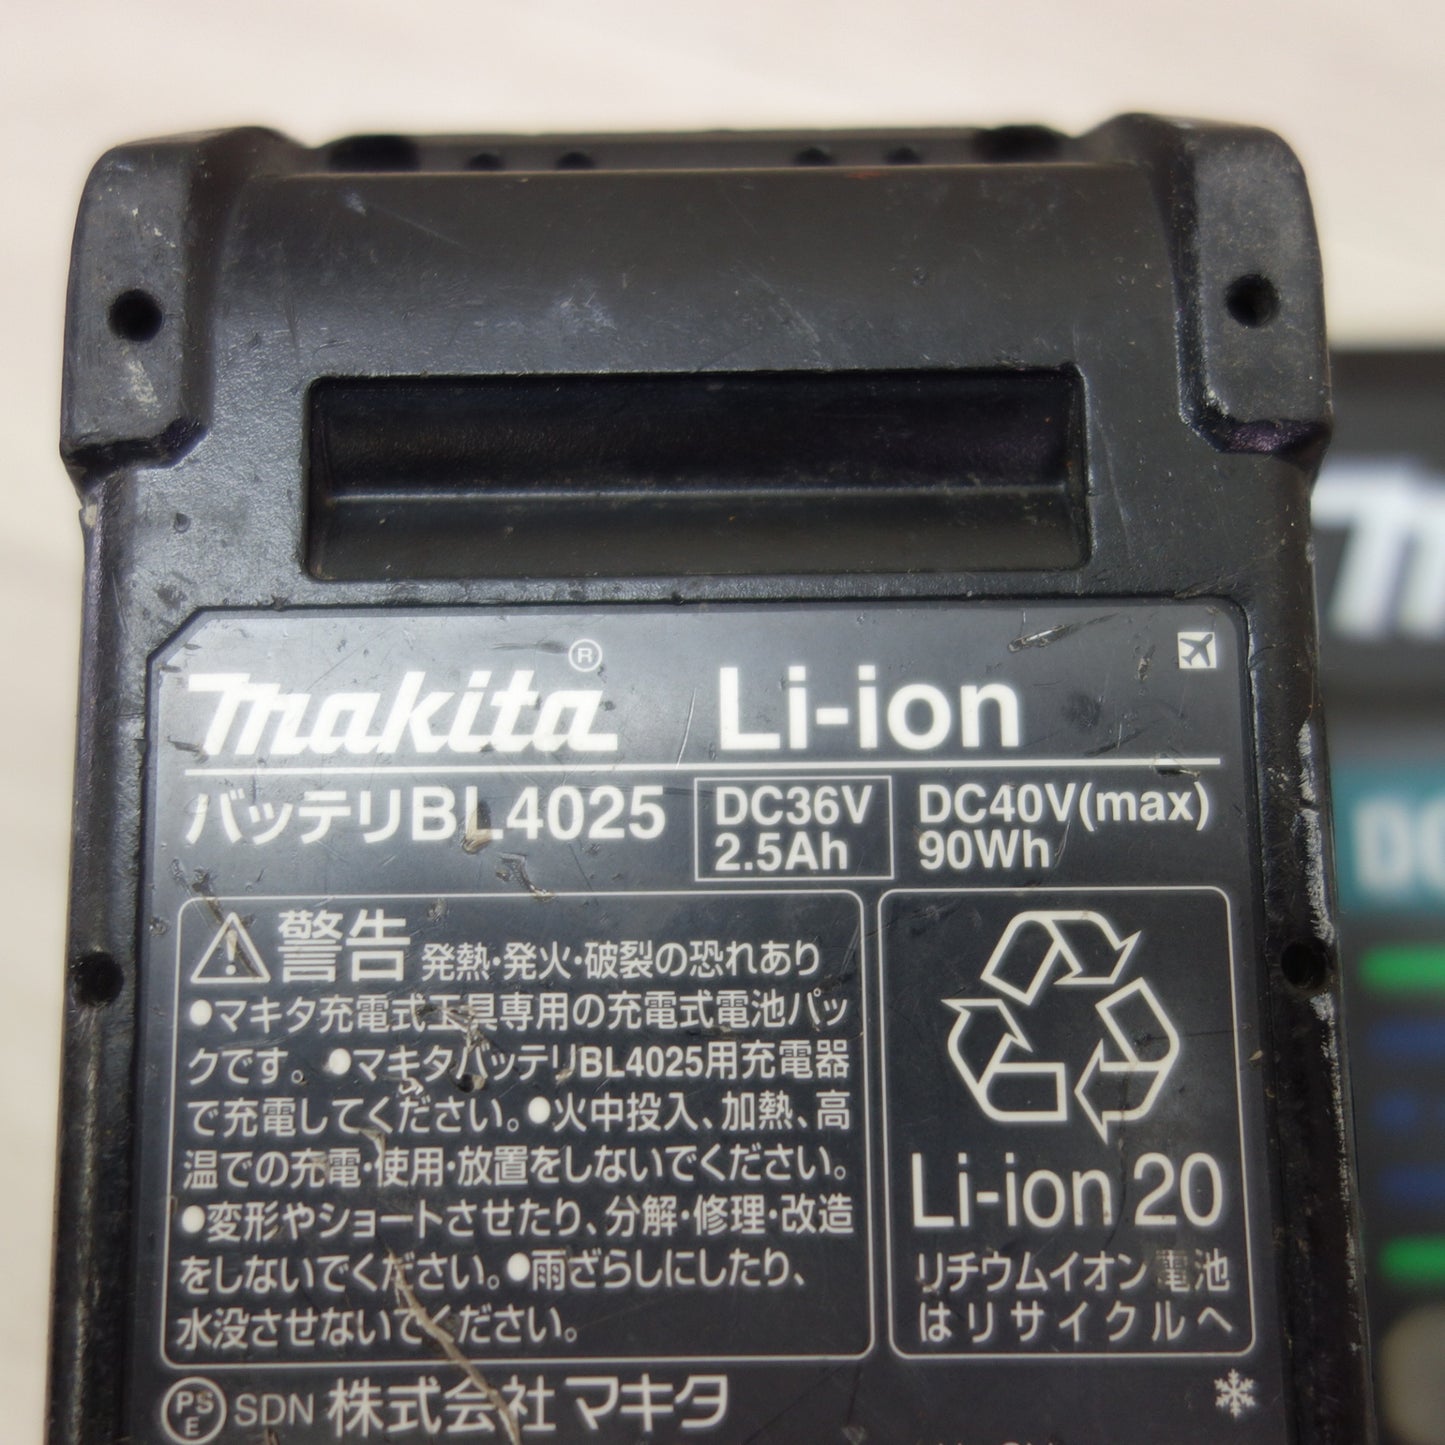 makita® Li-ion
バッテリBL4025 DC36V 2.5Ah DC40V(max) 90Wh
警告 発熱・発火・破裂の恐れあり
●マキタ充電式工具専用の充電式電池パッ
クです。●マキタバッテリBL4025用充電器
で充電してください。●火中投入、加熱、高
温での充電・使用・放置をしないでください。
●変形やショートさせたり、分解・修理・改造
をしないでください。●雨ざらしにしたり、
水没させないでください。
Li-ion 20
リチウムイオン電池
はリサイクルへ
PSE SDN 株式会社マキタ
DC